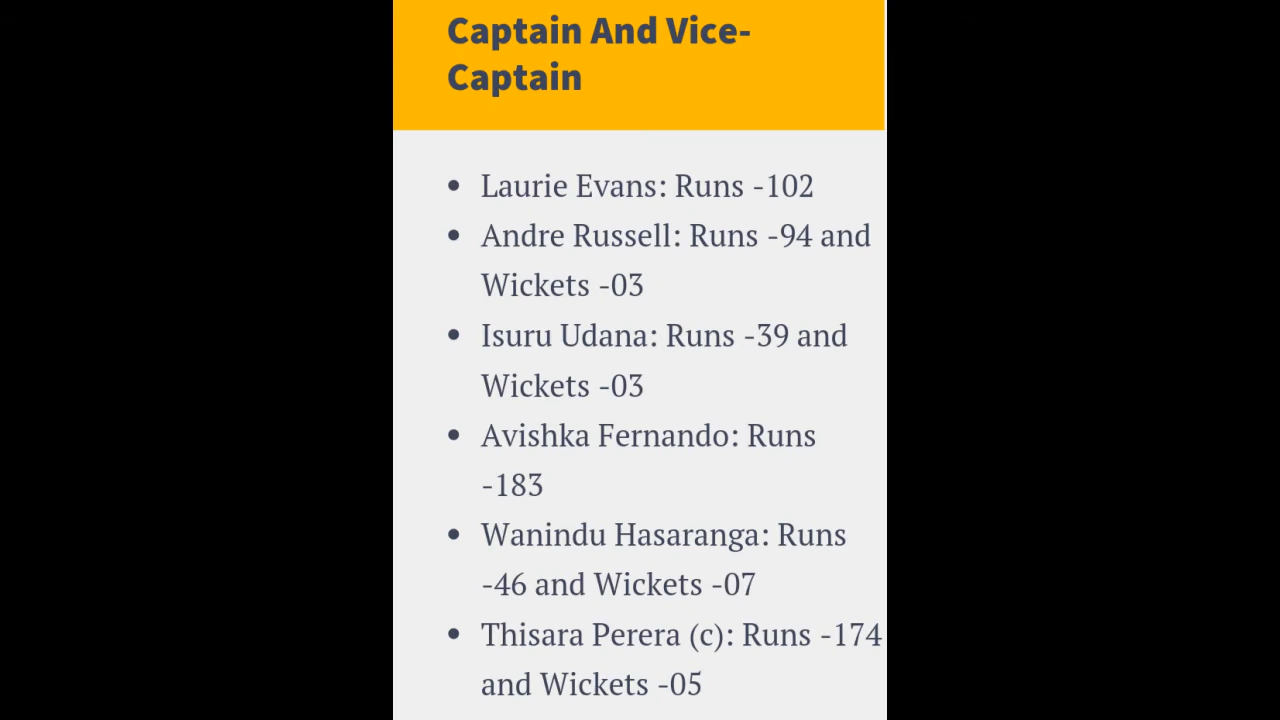 Captain And Vice-
Captain
• Laurie Evans: Runs -102
• Andre Russell: Runs -94 and
Wickets -03
• Isuru Udana: Runs -39 and
Wickets -03
• Avishka Fernando: Runs
-183
• Wanindu Hasaranga: Runs
-46 and Wickets -07
• Thisara Perera (c): Runs -174
and Wickets -05